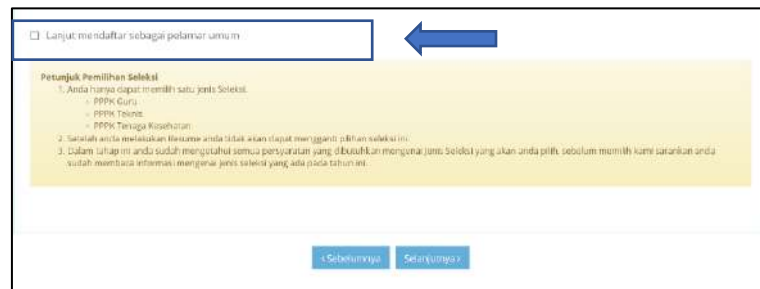 Lanjut mendaftar sebagai pelamar umum
Petunjuk Pemilihan Seleksi
1. Anda hanya dapat memilih satu jenis Seleksi.
PPPK Guru
PPPK Teknis
PPPK Tenaga Kesehatan
2. Setelah anda melakukan Resume anda tidak akan dapat mengganti pilihan seleksi ini.
3. Dalam tahap ini anda sudah mengetahui semua persyaratan yang dibutuhkan mengenai Jenis Seleksi yang akan anda pilih, sebelum memilih kami sarankan anda
sudah membaca informasi mengenai jenis seleksi yang ada pada tahun ini.
< Sebelumnya Selanjutnya >